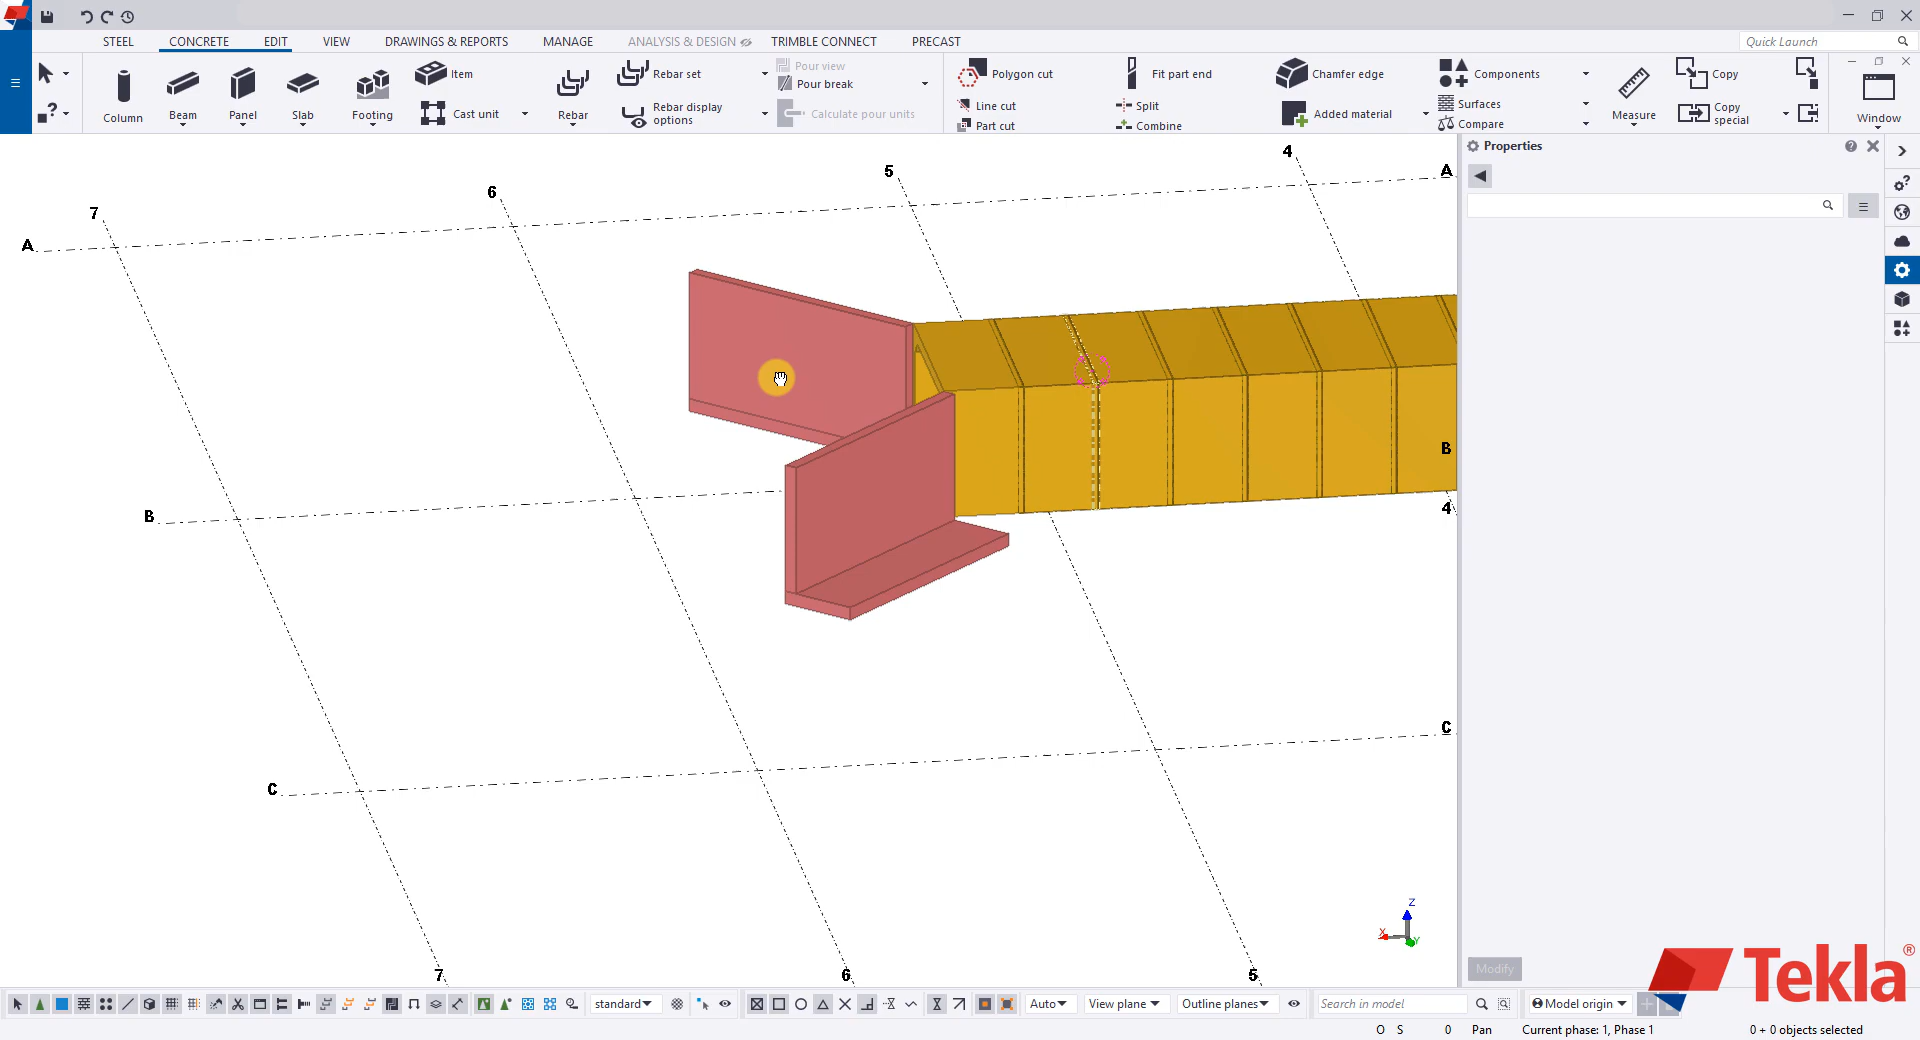 STEEL CONCRETE EDIT VIEW DRAWINGS & REPORTS MANAGE ANALYSIS & DESIGN TRIMBLE CONNECT PRECAST Quick Launch
Column Beam Panel Slab Footing Item Cast unit Rebar Rebar set Rebar display options Pour view Pour break Calculate pour units Polygon cut Line cut Part cut Fit part end Split Combine Chamfer edge Added material Components Surfaces Compare Measure Copy Copy special Window
Properties
4
5
A
6
7
A
B
B
4
C
C
Z
X
Y
7
6
5
Modify
Tekla®
standard Auto View plane Outline planes Search in model Model origin
O S 0 Pan Current phase: 1, Phase 1 0 + 0 objects selected